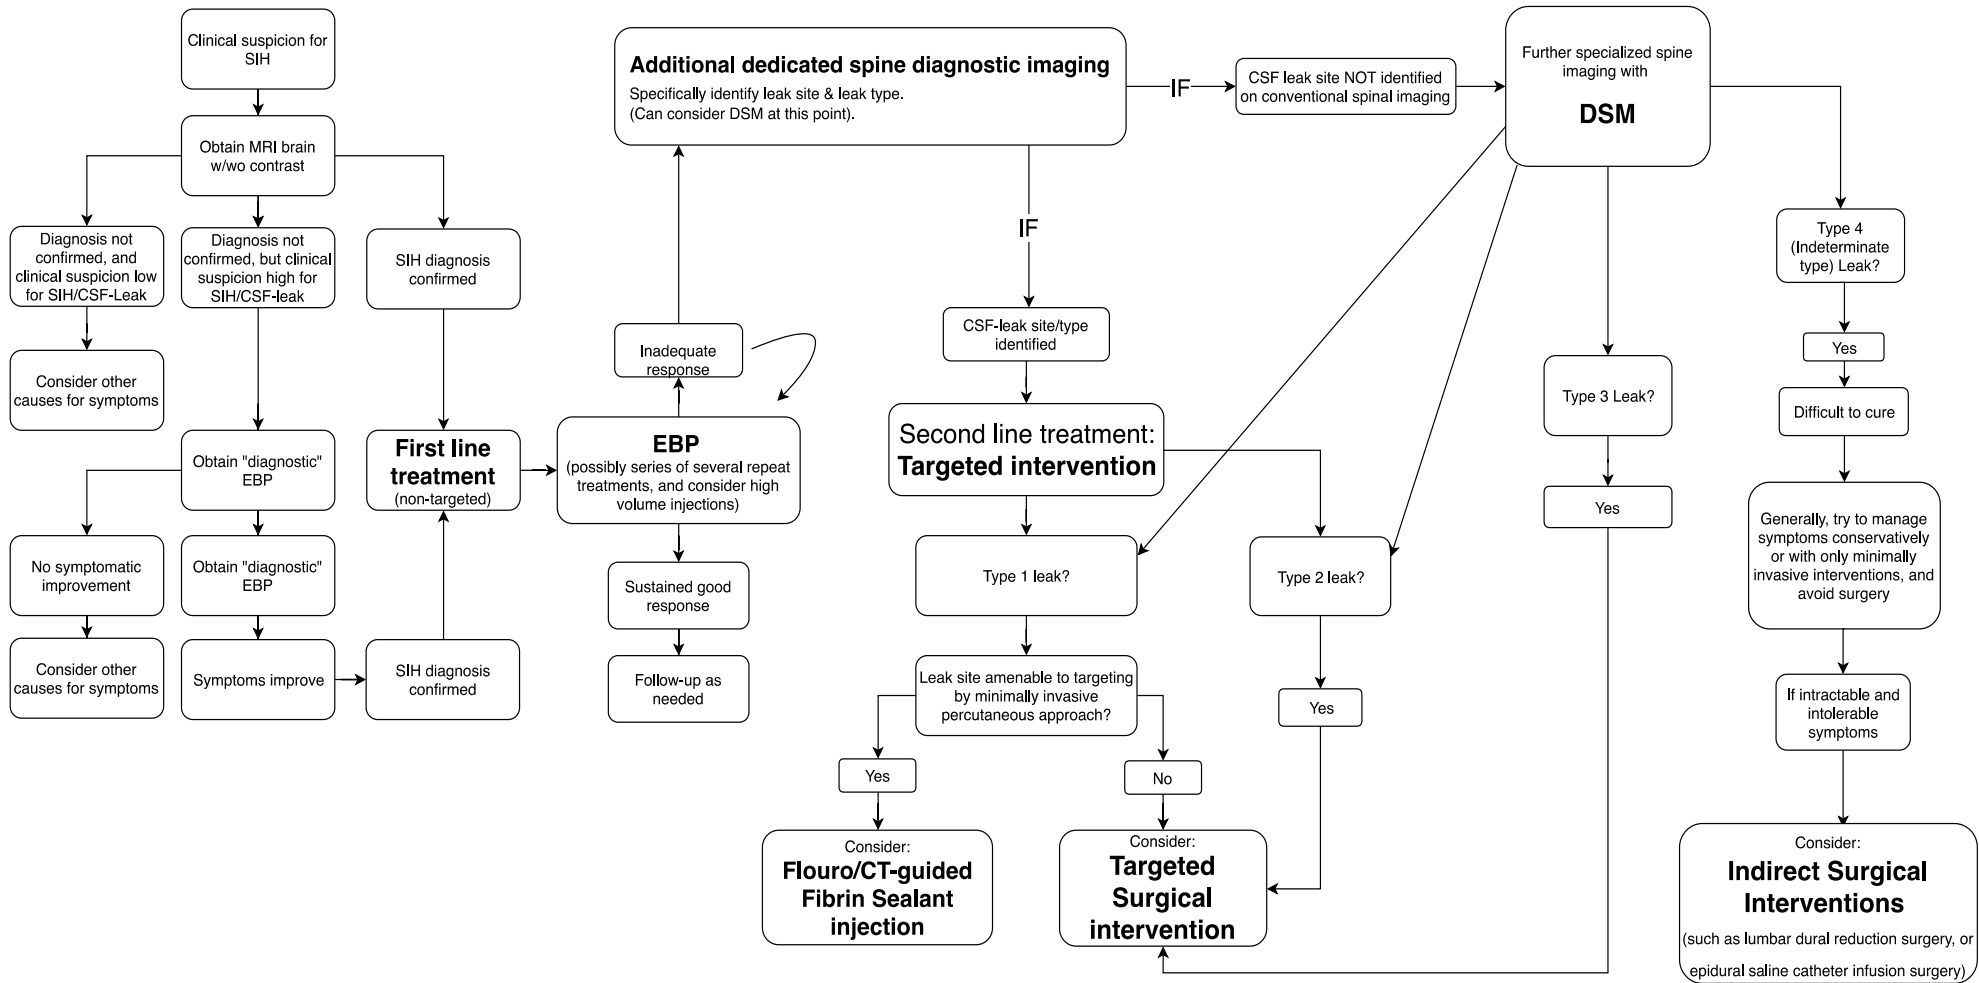 Clinical suspicion for
SIH
Obtain MRI brain
w/wo contrast
Diagnosis not
confirmed, and
clinical suspicion low
for SIH/CSF-Leak
Diagnosis not
confirmed, but clinical
suspicion high for
SIH/CSF-leak
SIH diagnosis
confirmed
Consider other
causes for symptoms
Obtain "diagnostic"
EBP
No symptomatic
improvement
Obtain "diagnostic"
EBP
Consider other
causes for symptoms
Symptoms improve
SIH diagnosis
confirmed
First line
treatment
(non-targeted)
EBP
(possibly series of several repeat
treatments, and consider high
volume injections)
Inadequate
response
Sustained good
response
Follow-up as
needed
Additional dedicated spine diagnostic imaging
Specifically identify leak site & leak type.
(Can consider DSM at this point).
IF
CSF leak site NOT identified
on conventional spinal imaging
IF
CSF-leak site/type
identified
Second line treatment:
Targeted intervention
Type 1 leak?
Type 2 leak?
Leak site amenable to targeting
by minimally invasive
percutaneous approach?
Yes
No
Yes
Consider:
Flouro/CT-guided
Fibrin Sealant
injection
Consider:
Targeted
Surgical
intervention
Further specialized spine
imaging with
DSM
Type 3 Leak?
Yes
Type 4
(Indeterminate
type) Leak?
Yes
Difficult to cure
Generally, try to manage
symptoms conservatively
or with only minimally
invasive interventions, and
avoid surgery
If intractable and
intolerable
symptoms
Consider:
Indirect Surgical
Interventions
(such as lumbar dural reduction surgery, or
epidural saline catheter infusion surgery)